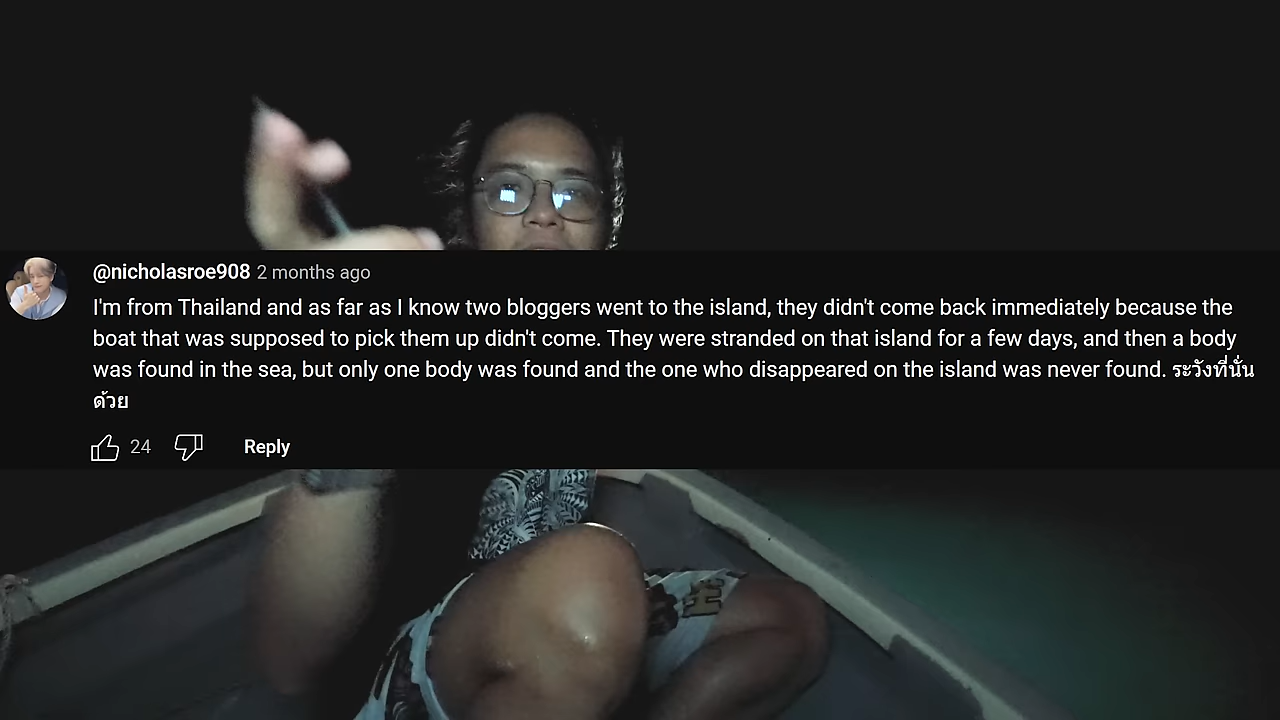 @nicholasroe908 2 months ago
I'm from Thailand and as far as I know two bloggers went to the island, they didn't come back immediately because the
boat that was supposed to pick them up didn't come. They were stranded on that island for a few days, and then a body
was found in the sea, but only one body was found and the one who disappeared on the island was never found. ระวังที่นั่น
ด้วย
24 Reply